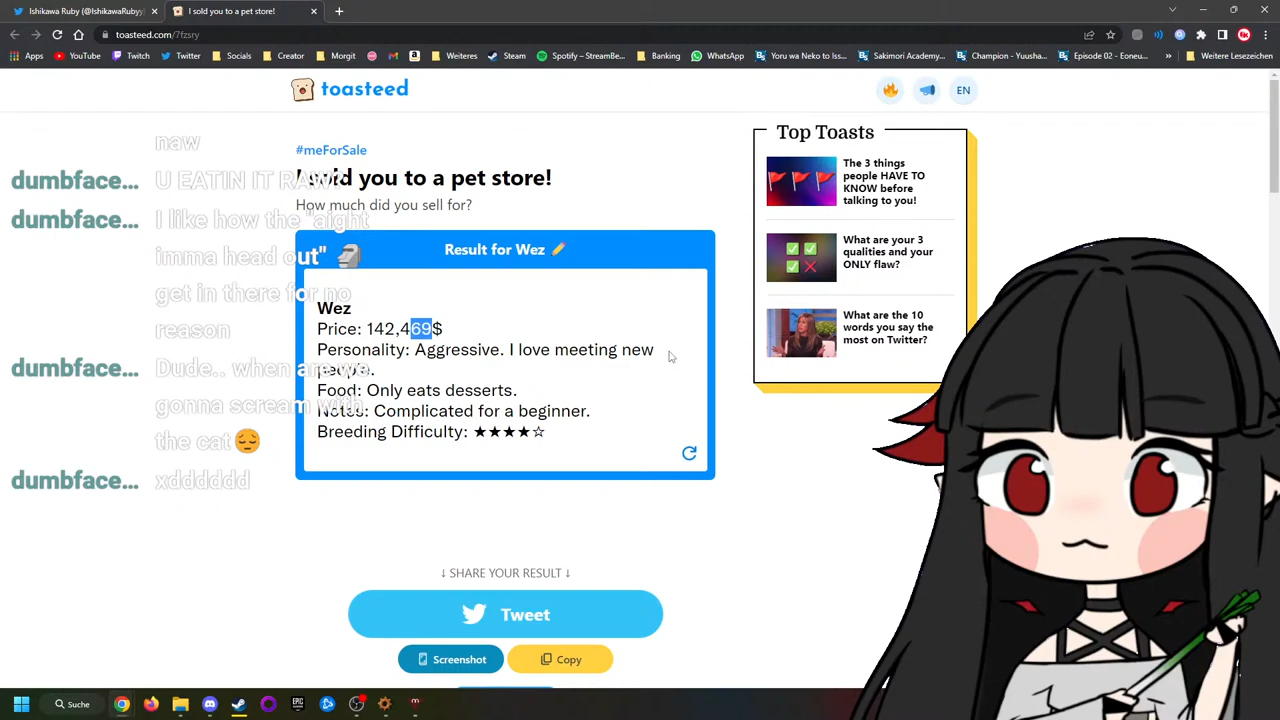 Ishikawa Ruby (@IshikawaRubyy
I sold you to a pet store!
toasteed.com/7fzsry
Apps
YouTube
Twitch
Twitter
Socials
Creator
Morgit
Weiteres
Steam
Spotify – StreamBe...
Banking
WhatsApp
Yoru wa Neko to Iss...
Sakimori Academy...
Champion - Yuusha...
Episode 02 - Eoneu...
»
Weitere Lesezeichen
toasteed
EN
naw
dumbface... U EATIN IT RAW
dumbface... I like how the "aight
imma head out" 🗿
get in there for no
reason
dumbface... Dude.. when are we
gonna scream with
the cat😔
dumbface... xdddddd
#meForSale
I sold you to a pet store!
How much did you sell for?
Result for Wez
Wez
Price: 142,469$
Personality: Aggressive. I love meeting new
people.
Food: Only eats desserts.
Notes: Complicated for a beginner.
Breeding Difficulty: ★★★★☆
↓ SHARE YOUR RESULT ↓
Tweet
Screenshot
Copy
Top Toasts
The 3 things
people HAVE TO
KNOW before
talking to you!
What are your 3
qualities and your
ONLY flaw?
What are the 10
words you say the
most on Twitter?
Suche
EPIC